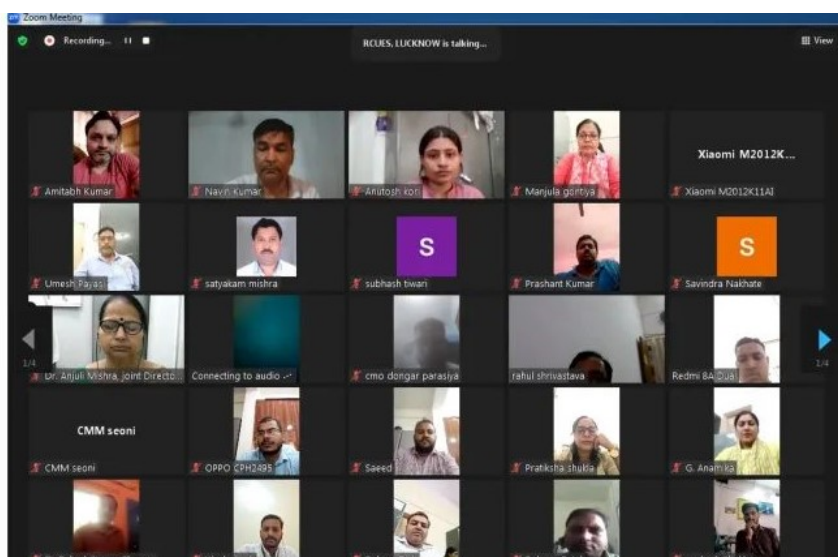 Zoom Meeting
Recording...
RCUES, LUCKNOW is talking...
View
Amitabh Kumar
Navin Kumar
Anutosh kori
Manjula gontiya
Xiaomi M2012K...
Xiaomi M2012K11AI
Umesh Payasi
satyakam mishra
S
subhash tiwari
Prashant Kumar
S
Savindra Nakhate
1/4
Dr. Anjuli Mishra, joint Directo...
Connecting to audio
cmo dongar parasiya
rahul shrivastava
Redmi 8A Dual
1/4
CMM seoni
CMM seoni
OPPO CPH2495
Saeed
Pratiksha shukla
G. Anamika